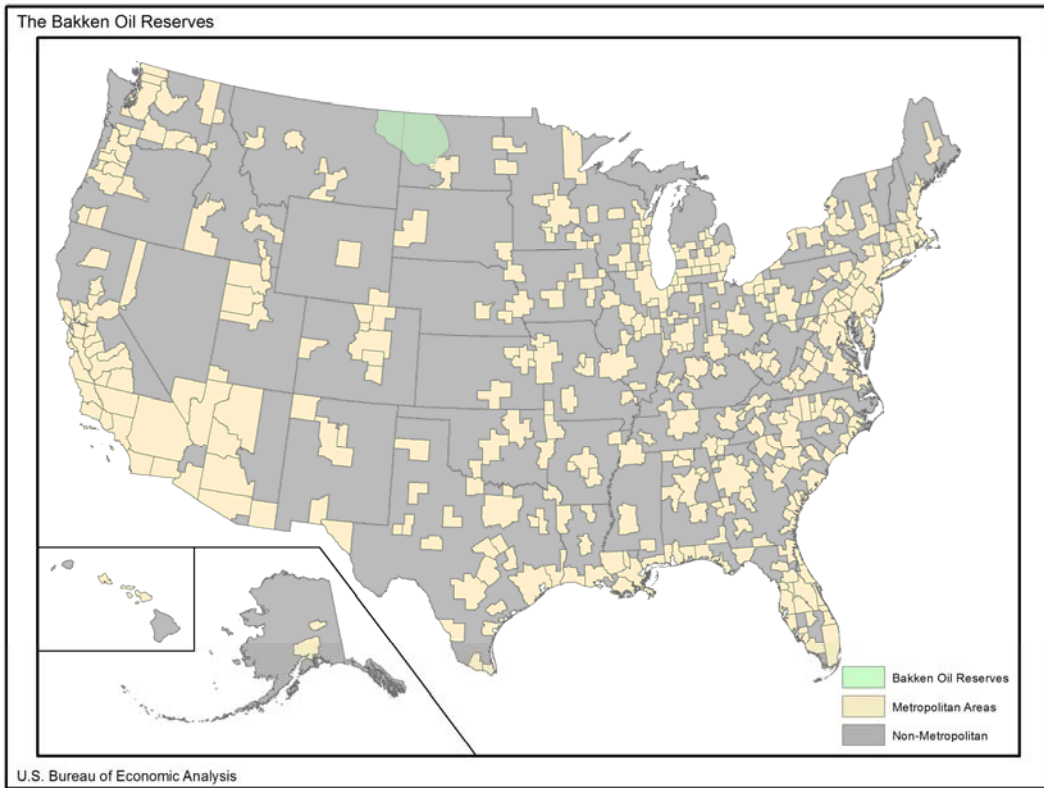 The Bakken Oil Reserves
Bakken Oil Reserves
Metropolitan Areas
Non-Metropolitan
U.S. Bureau of Economic Analysis